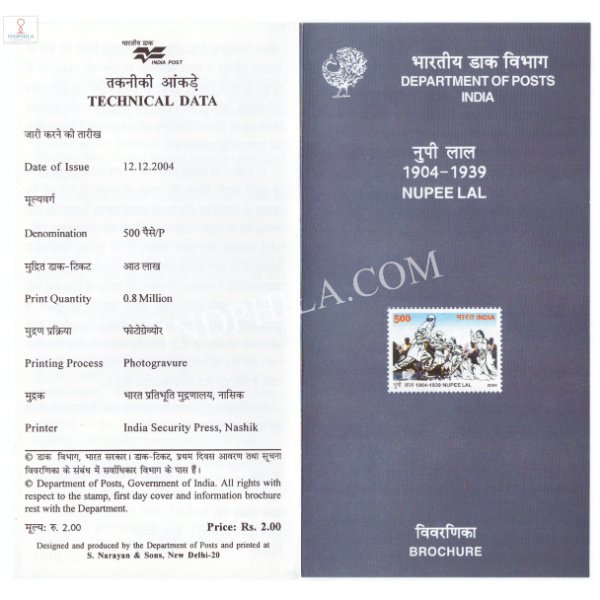 INDPHILA
भारतीय डाक
INDIA POST
तकनीकी आंकड़े
TECHNICAL DATA
जारी करने की तारीख
Date of Issue 12.12.2004
मूल्यवर्ग
Denomination 500 पैसे/P
मुद्रित डाक-टिकट आठ लाख
Print Quantity 0.8 Million
मुद्रण प्रक्रिया फोटोग्रेव्योर
Printing Process Photogravure
मुद्रक भारत प्रतिभूति मुद्रणालय, नासिक
Printer India Security Press, Nashik
© डाक विभाग, भारत सरकार। डाक-टिकट, प्रथम दिवस आवरण तथा सूचना
विवरणिका के संबंध में सर्वाधिकार विभाग के पास हैं।
© Department of Posts, Government of India. All rights with
respect to the stamp, first day cover and information brochure
rest with the Department.
मूल्य: रु. 2.00 Price: Rs. 2.00
Designed and produced by the Department of Posts and printed at
S. Narayan & Sons, New Delhi-20
भारतीय डाक विभाग
DEPARTMENT OF POSTS
INDIA
नुपी लाल
1904-1939
NUPEE LAL
500 भारत INDIA
नुपी लाल 1904-1939 NUPEE LAL 2004
विवरणिका
BROCHURE
INDPHILA.COM